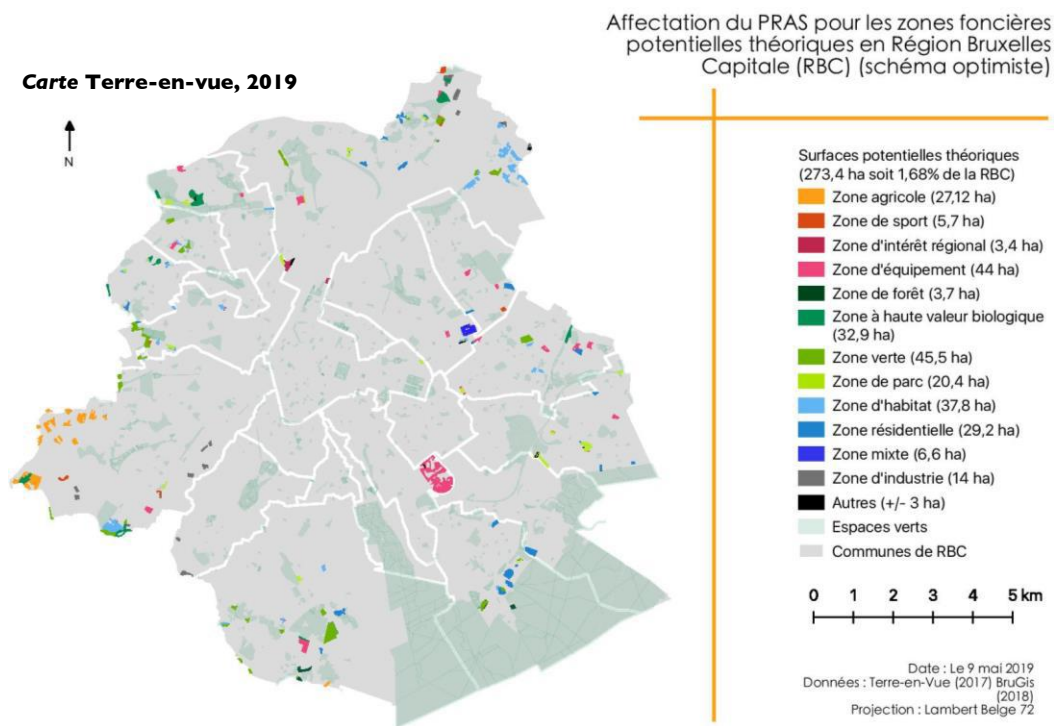 Affectation du PRAS pour les zones foncières
potentielles théoriques en Région Bruxelles
Capitale (RBC) (schéma optimiste)
Carte Terre-en-vue, 2019
N
Surfaces potentielles théoriques
(273,4 ha soit 1,68% de la RBC)
Zone agricole (27,12 ha)
Zone de sport (5,7 ha)
Zone d'intérêt régional (3,4 ha)
Zone d'équipement (44 ha)
Zone de forêt (3,7 ha)
Zone à haute valeur biologique
(32,9 ha)
Zone verte (45,5 ha)
Zone de parc (20,4 ha)
Zone d'habitat (37,8 ha)
Zone résidentielle (29,2 ha)
Zone mixte (6,6 ha)
Zone d'industrie (14 ha)
Autres (+/- 3 ha)
Espaces verts
Communes de RBC
0 1 2 3 4 5 km
Date : Le 9 mai 2019
Données : Terre-en-Vue (2017) BruGis
(2018)
Projection : Lambert Belge 72